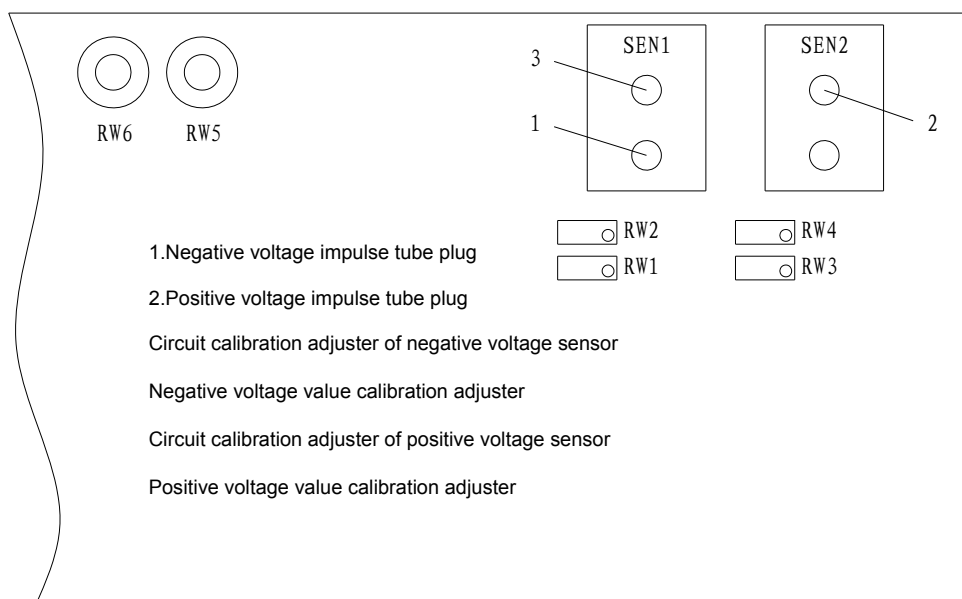 SEN1
SEN2
3
1
2
RW6
RW5
RW2
RW4
RW1
RW3
1.Negative voltage impulse tube plug
2.Positive voltage impulse tube plug
Circuit calibration adjuster of negative voltage sensor
Negative voltage value calibration adjuster
Circuit calibration adjuster of positive voltage sensor
Positive voltage value calibration adjuster